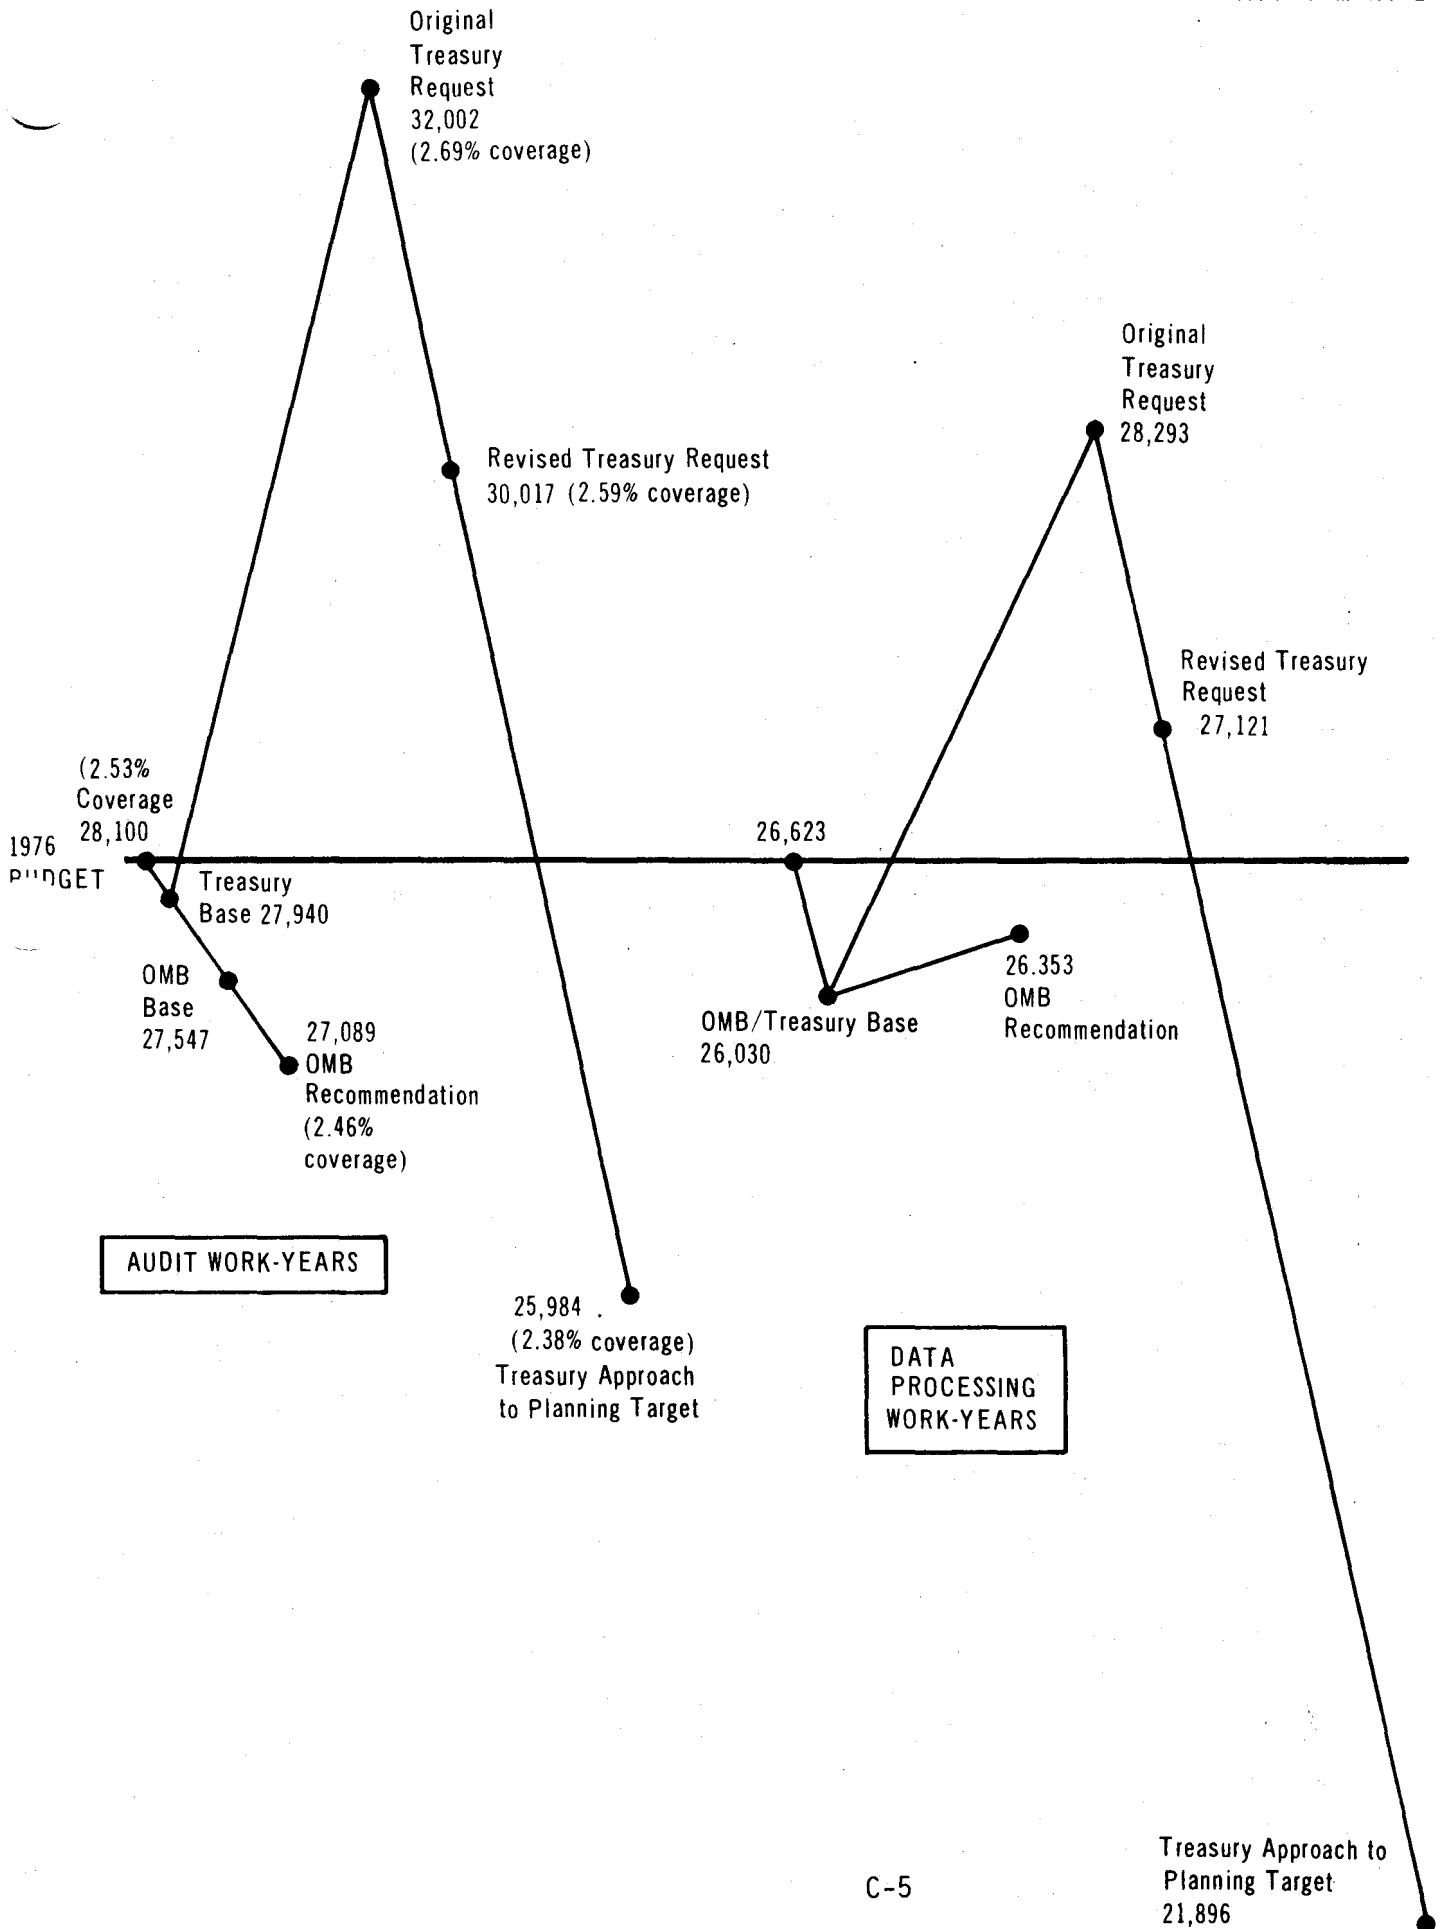 Original
Treasury
Request
32,002
(2.69% coverage)
Original
Treasury
Request
28,293
Revised Treasury Request
30,017 (2.59% coverage)
Revised Treasury
Request
27,121
(2.53%
Coverage
28,100
1976
26,623
Treasury
Base 27,940
OMB
Base
27,547
27,089
OMB
Recommendation
(2.46%
coverage)
OMB/Treasury Base
26,030
26.353
OMB
Recommendation
AUDIT WORK-YEARS
25,984
(2.38% coverage)
Treasury Approach
to Planning Target
DATA
PROCESSING
WORK-YEARS
Treasury Approach to
Planning Target
21,896
C-5